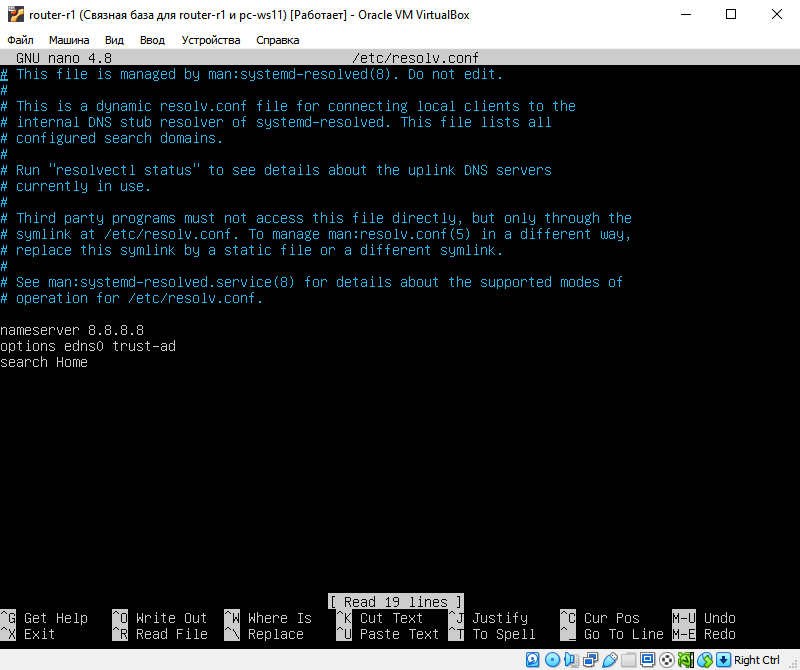 router-r1 (Связная база для router-r1 и pc-ws11) [Работает] - Oracle VM VirtualBox
Файл Машина Вид Ввод Устройства Справка
GNU nano 4.8 /etc/resolv.conf
# This file is managed by man:systemd-resolved(8). Do not edit.
#
# This is a dynamic resolv.conf file for connecting local clients to the
# internal DNS stub resolver of systemd-resolved. This file lists all
# configured search domains.
#
# Run "resolvectl status" to see details about the uplink DNS servers
# currently in use.
#
# Third party programs must not access this file directly, but only through the
# symlink at /etc/resolv.conf. To manage man:resolv.conf(5) in a different way,
# replace this symlink by a static file or a different symlink.
#
# See man:systemd-resolved.service(8) for details about the supported modes of
# operation for /etc/resolv.conf.
nameserver 8.8.8.8
options edns0 trust-ad
search Home
[ Read 19 lines ]
^G Get Help ^O Write Out ^W Where Is ^K Cut Text ^J Justify ^C Cur Pos M-U Undo
^X Exit ^R Read File ^\ Replace ^U Paste Text ^T To Spell ^_ Go To Line M-E Redo
Right Ctrl